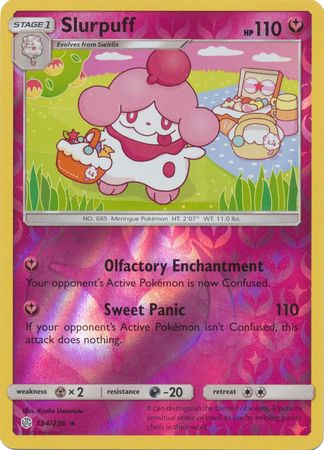 STAGE 1 Slurpuff HP 110
Evolves from Swirlix
NO. 685 Meringue Pokémon HT: 2'07" WT: 11.0 lbs.
Olfactory Enchantment
Your opponent's Active Pokémon is now Confused.
Sweet Panic 110
If your opponent's Active Pokémon isn't Confused, this
attack does nothing.
weakness ×2 resistance -20 retreat
Illus. Kyoko Umemoto
154/236 ★
It can distinguish the faintest of scents. It puts its
sensitive sense of smell to use by helping
pastry chefs in their work.